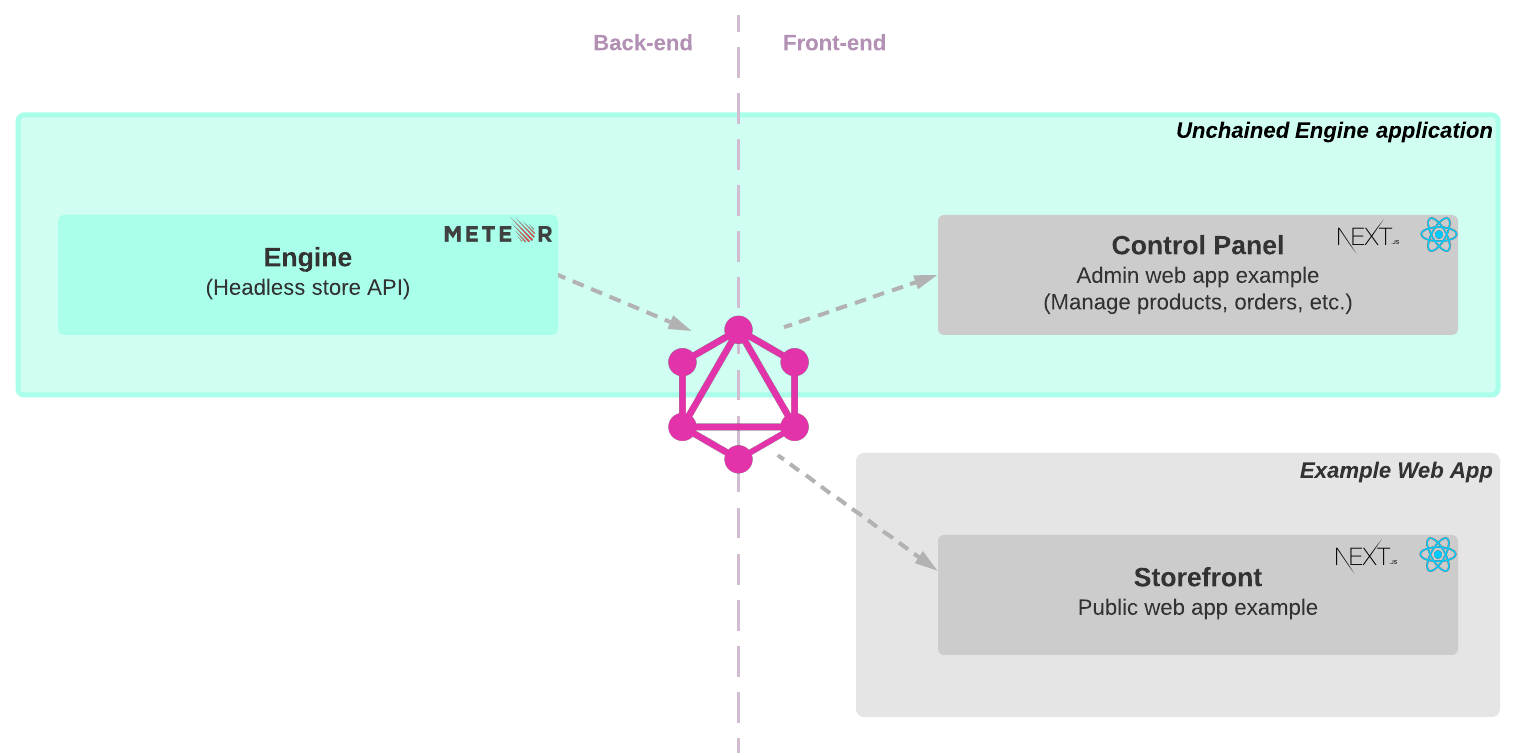 Back-end
Front-end
Unchained Engine application
METEOR
Engine
(Headless store API)
NEXT.JS
Control Panel
Admin web app example
(Manage products, orders, etc.)
Example Web App
NEXT.JS
Storefront
Public web app example